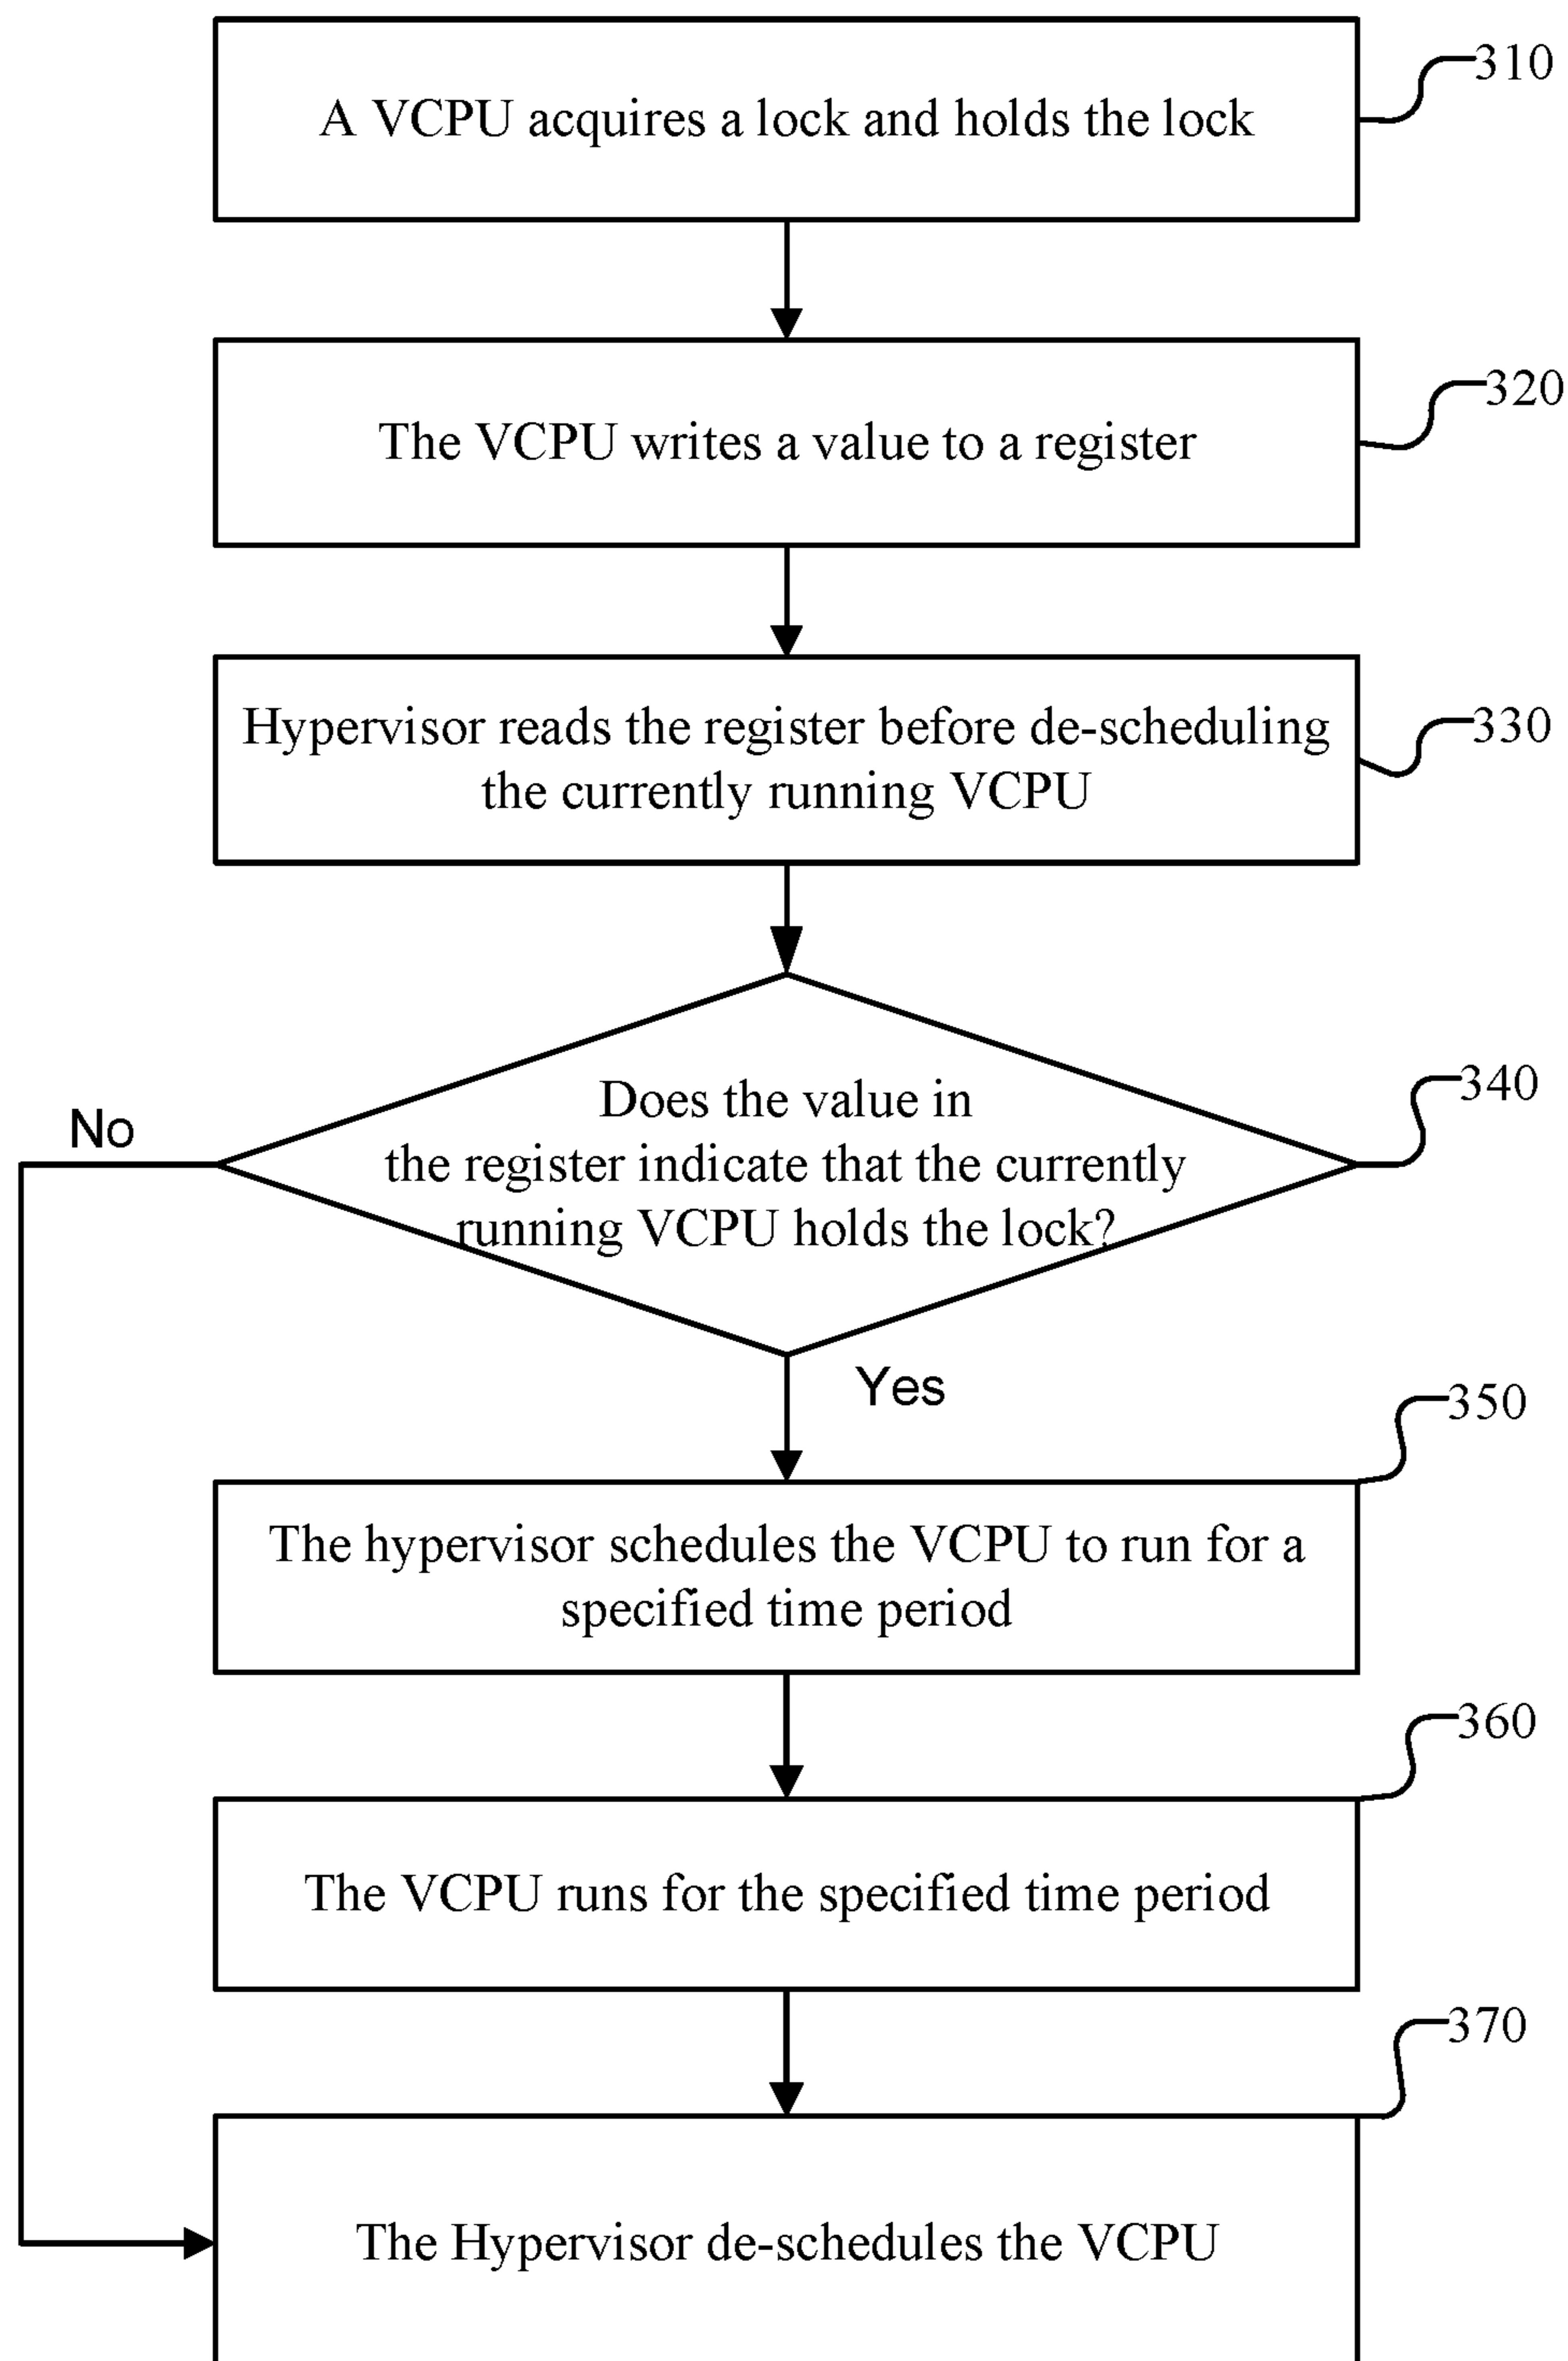 A VCPU acquires a lock and holds the lock
310
The VCPU writes a value to a register
320
Hypervisor reads the register before de-scheduling
the currently running VCPU
330
Does the value in
the register indicate that the currently
running VCPU holds the lock?
340
No
Yes
350
The hypervisor schedules the VCPU to run for a
specified time period
360
The VCPU runs for the specified time period
370
The Hypervisor de-schedules the VCPU